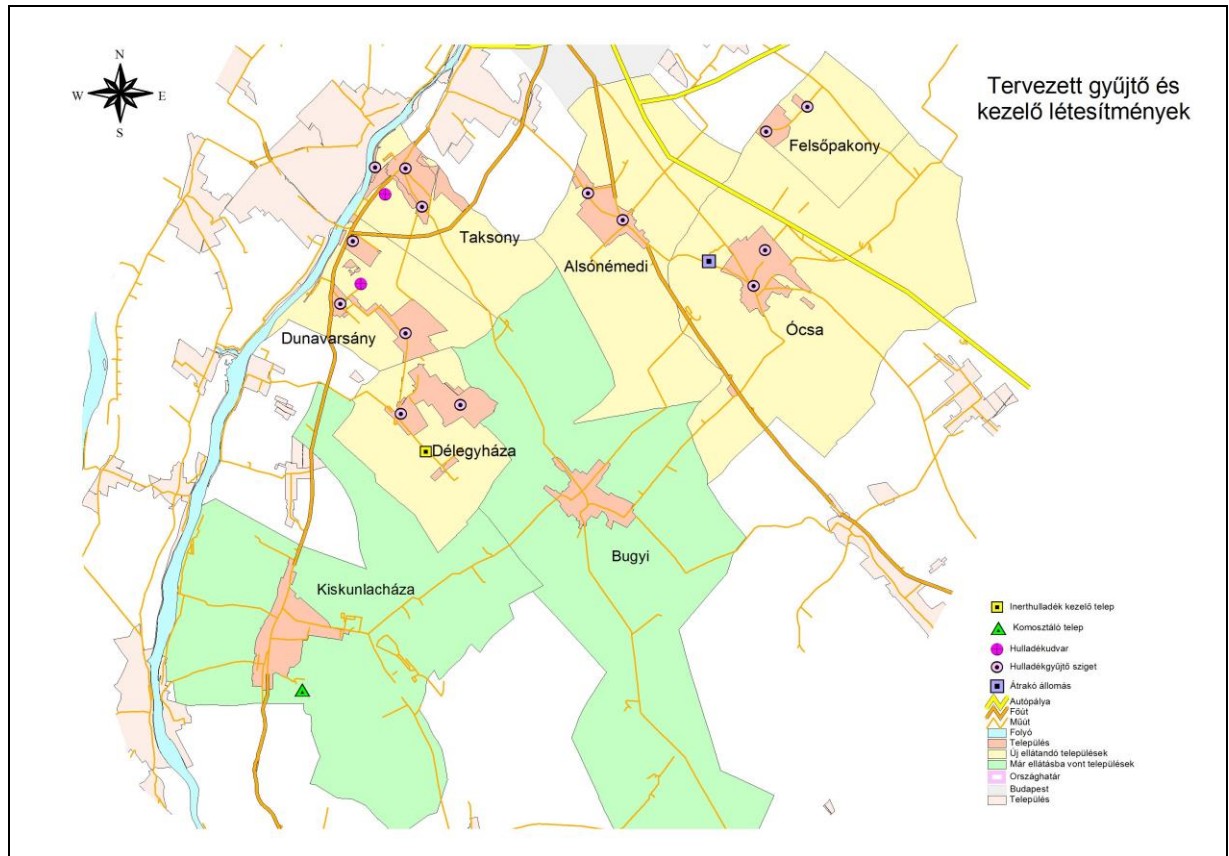 N
W E
S
Tervezett gyűjtő és
kezelő létesítmények
Felsőpakony
Taksony
Alsónémedi
Ócsa
Dunavarsány
Délegyháza
Bugyi
Kiskunlacháza
Inerthulladék kezelő telep
Komosztáló telep
Hulladékudvar
Hulladékgyűjtő sziget
Átrakó állomás
Autópálya
Főút
Műút
Folyó
Település
Új ellátandó települések
Már ellátásba vont települések
Országhatár
Budapest
Település